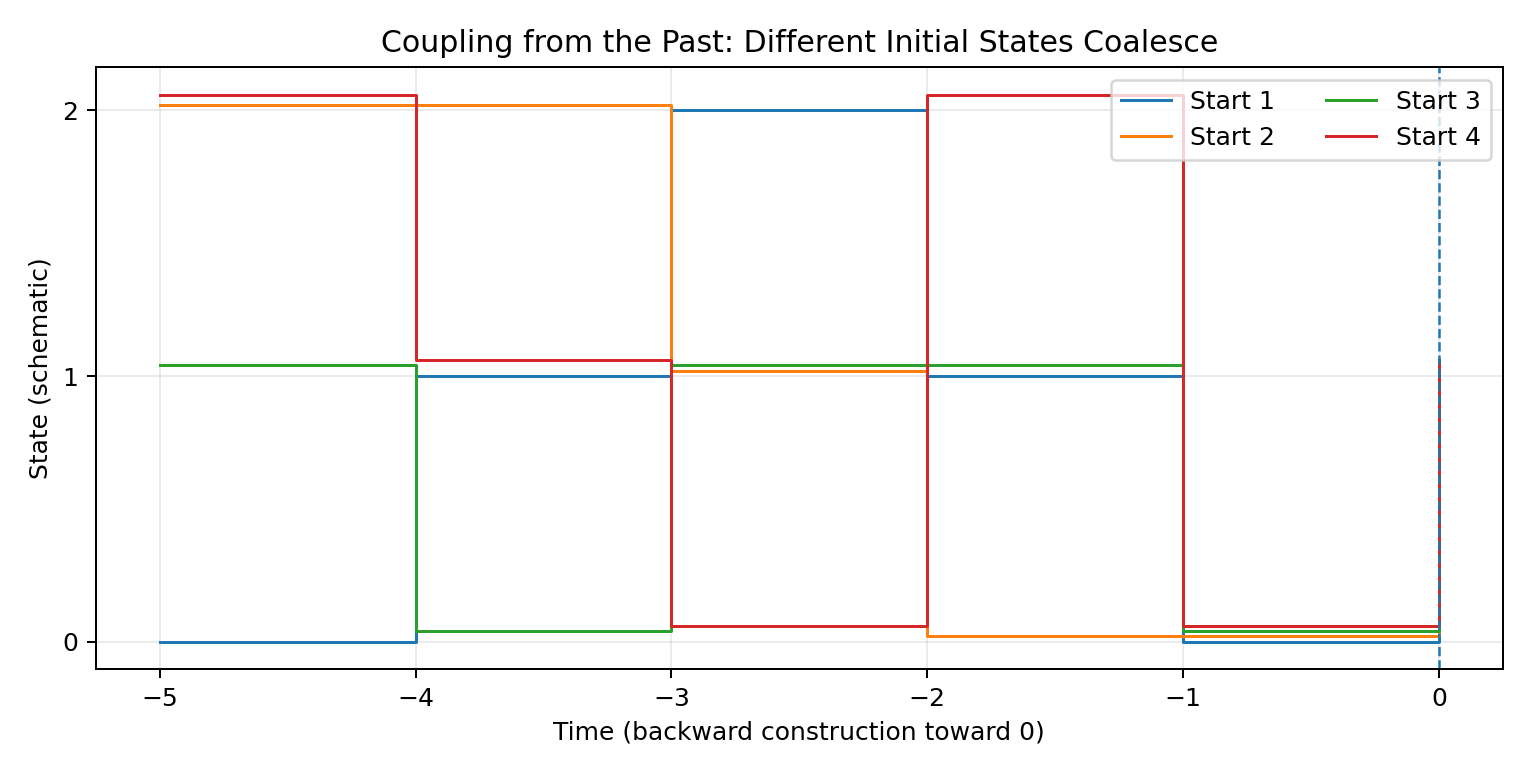 Coupling from the Past: Different Initial States Coalesce
Start 1 Start 3
Start 2 Start 4
2
1
0
State (schematic)
−5 −4 −3 −2 −1 0
Time (backward construction toward 0)